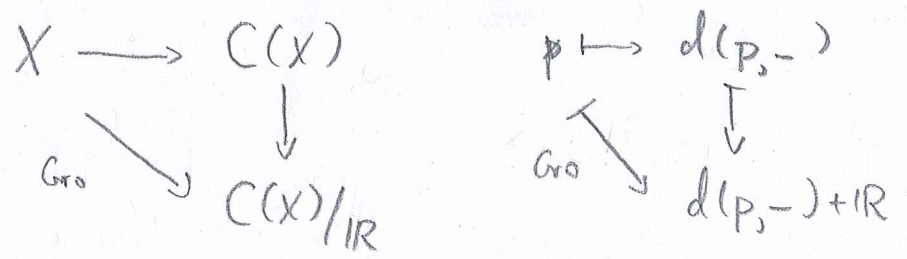 X → C(X) p ↦ d(p,-)
Gro ↓ Gro ↓
C(X)/ℝ d(p,-)+ℝ